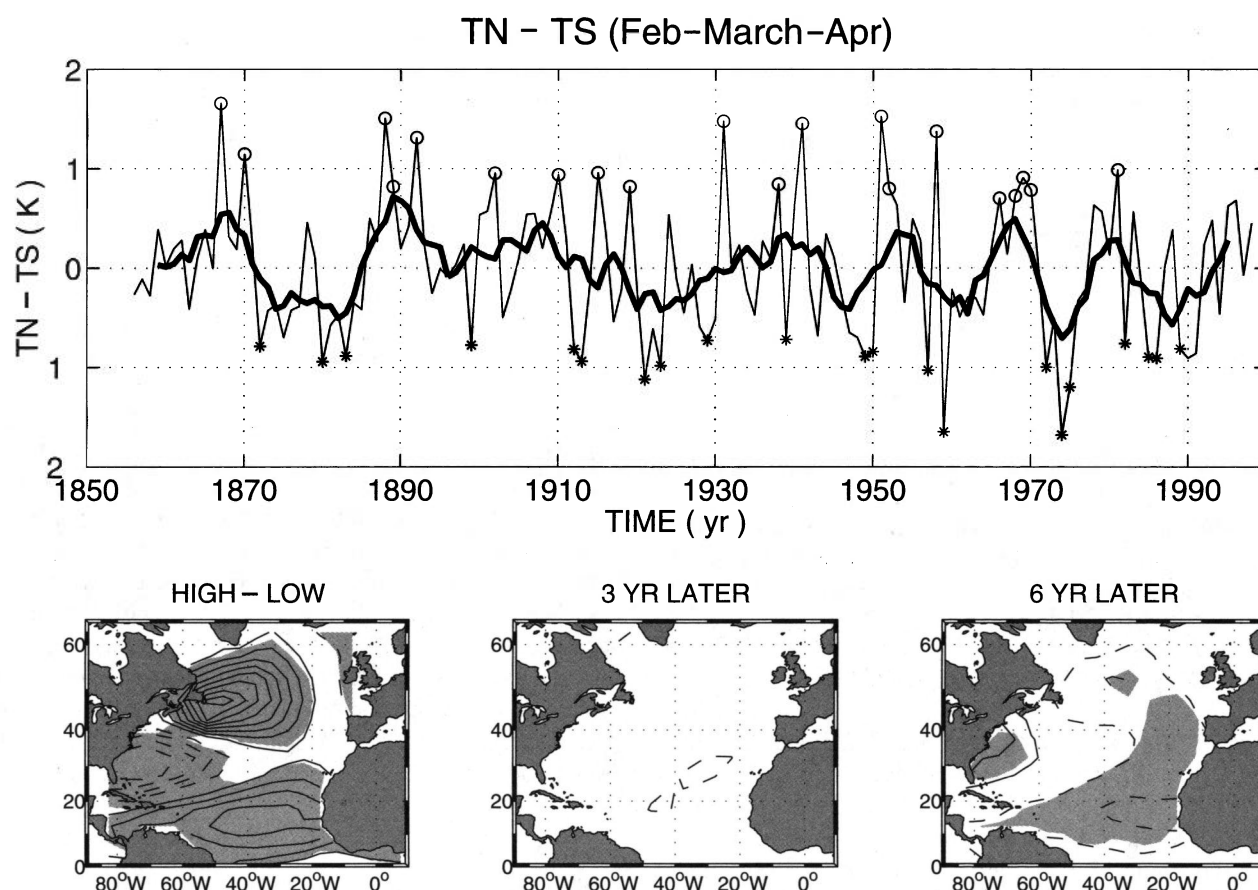 TN − TS (Feb−March−Apr)
2
1
0
1
2
TN − TS ( K )
1850 1870 1890 1910 1930 1950 1970 1990
TIME ( yr )
HIGH − LOW
60
40
20
0
80°W 60°W 40°W 20°W 0°
3 YR LATER
60
40
20
0
80°W 60°W 40°W 20°W 0°
6 YR LATER
60
40
20
0
80°W 60°W 40°W 20°W 0°